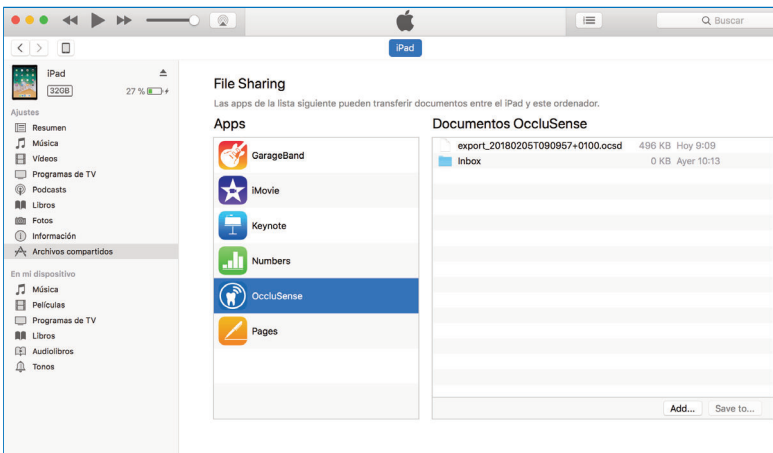 Buscar
iPad
iPad
32GB
27 %
Ajustes
Resumen
Música
Vídeos
Programas de TV
Podcasts
Libros
Fotos
Información
Archivos compartidos
En mi dispositivo
Música
Películas
Programas de TV
Libros
Audiolibros
Tonos
File Sharing
Las apps de la lista siguiente pueden transferir documentos entre el iPad y este ordenador.
Apps
GarageBand
iMovie
Keynote
Numbers
OccluSense
Pages
Documentos OccluSense
export_20180205T090957+0100.ocsd 496 KB Hoy 9:09
Inbox 0 KB Ayer 10:13
Add... Save to...